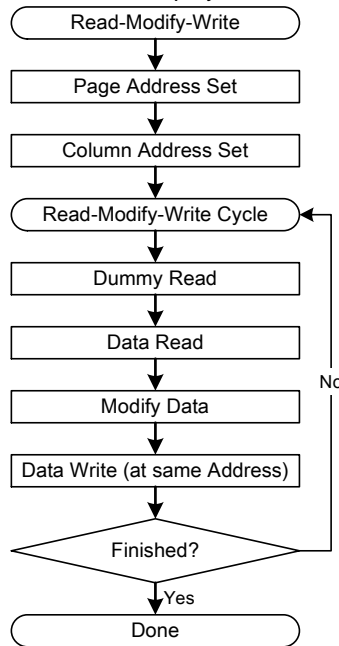 Read-Modify-Write
Page Address Set
Column Address Set
Read-Modify-Write Cycle
Dummy Read
Data Read
No
Modify Data
Data Write (at same Address)
Finished?
Yes
Done